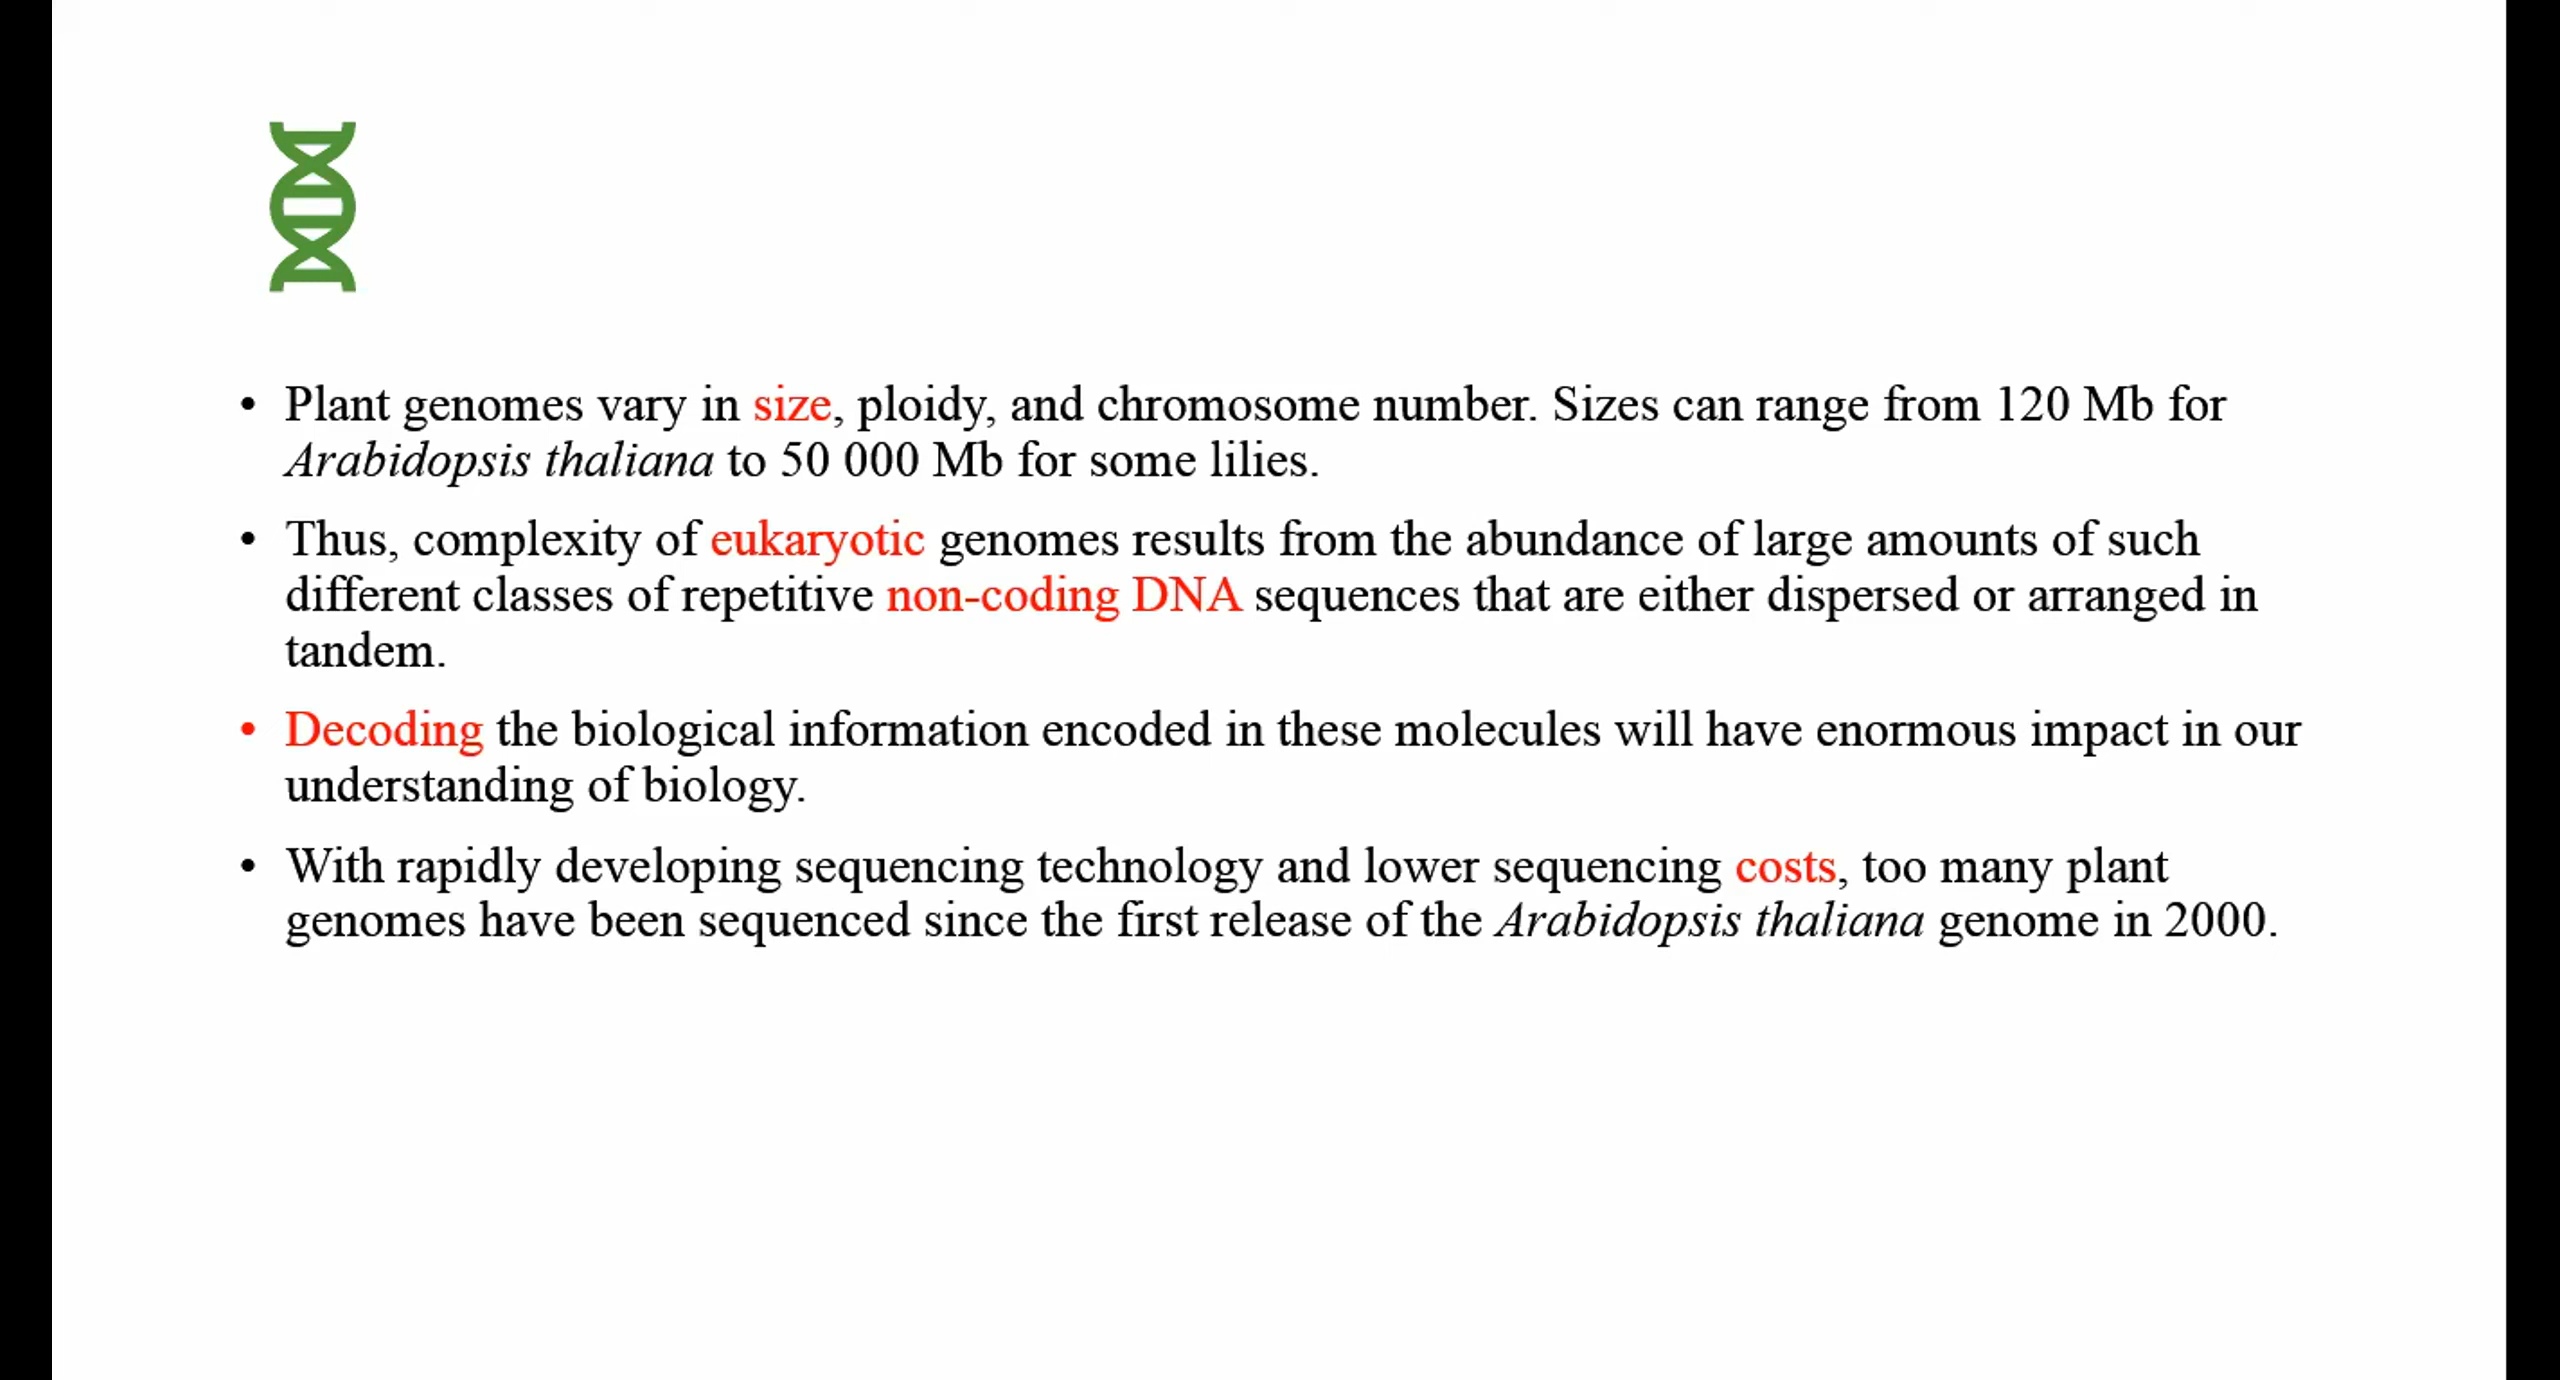 • Plant genomes vary in size, ploidy, and chromosome number. Sizes can range from 120 Mb for
Arabidopsis thaliana to 50 000 Mb for some lilies.
• Thus, complexity of eukaryotic genomes results from the abundance of large amounts of such
different classes of repetitive non-coding DNA sequences that are either dispersed or arranged in
tandem.
• Decoding the biological information encoded in these molecules will have enormous impact in our
understanding of biology.
• With rapidly developing sequencing technology and lower sequencing costs, too many plant
genomes have been sequenced since the first release of the Arabidopsis thaliana genome in 2000.